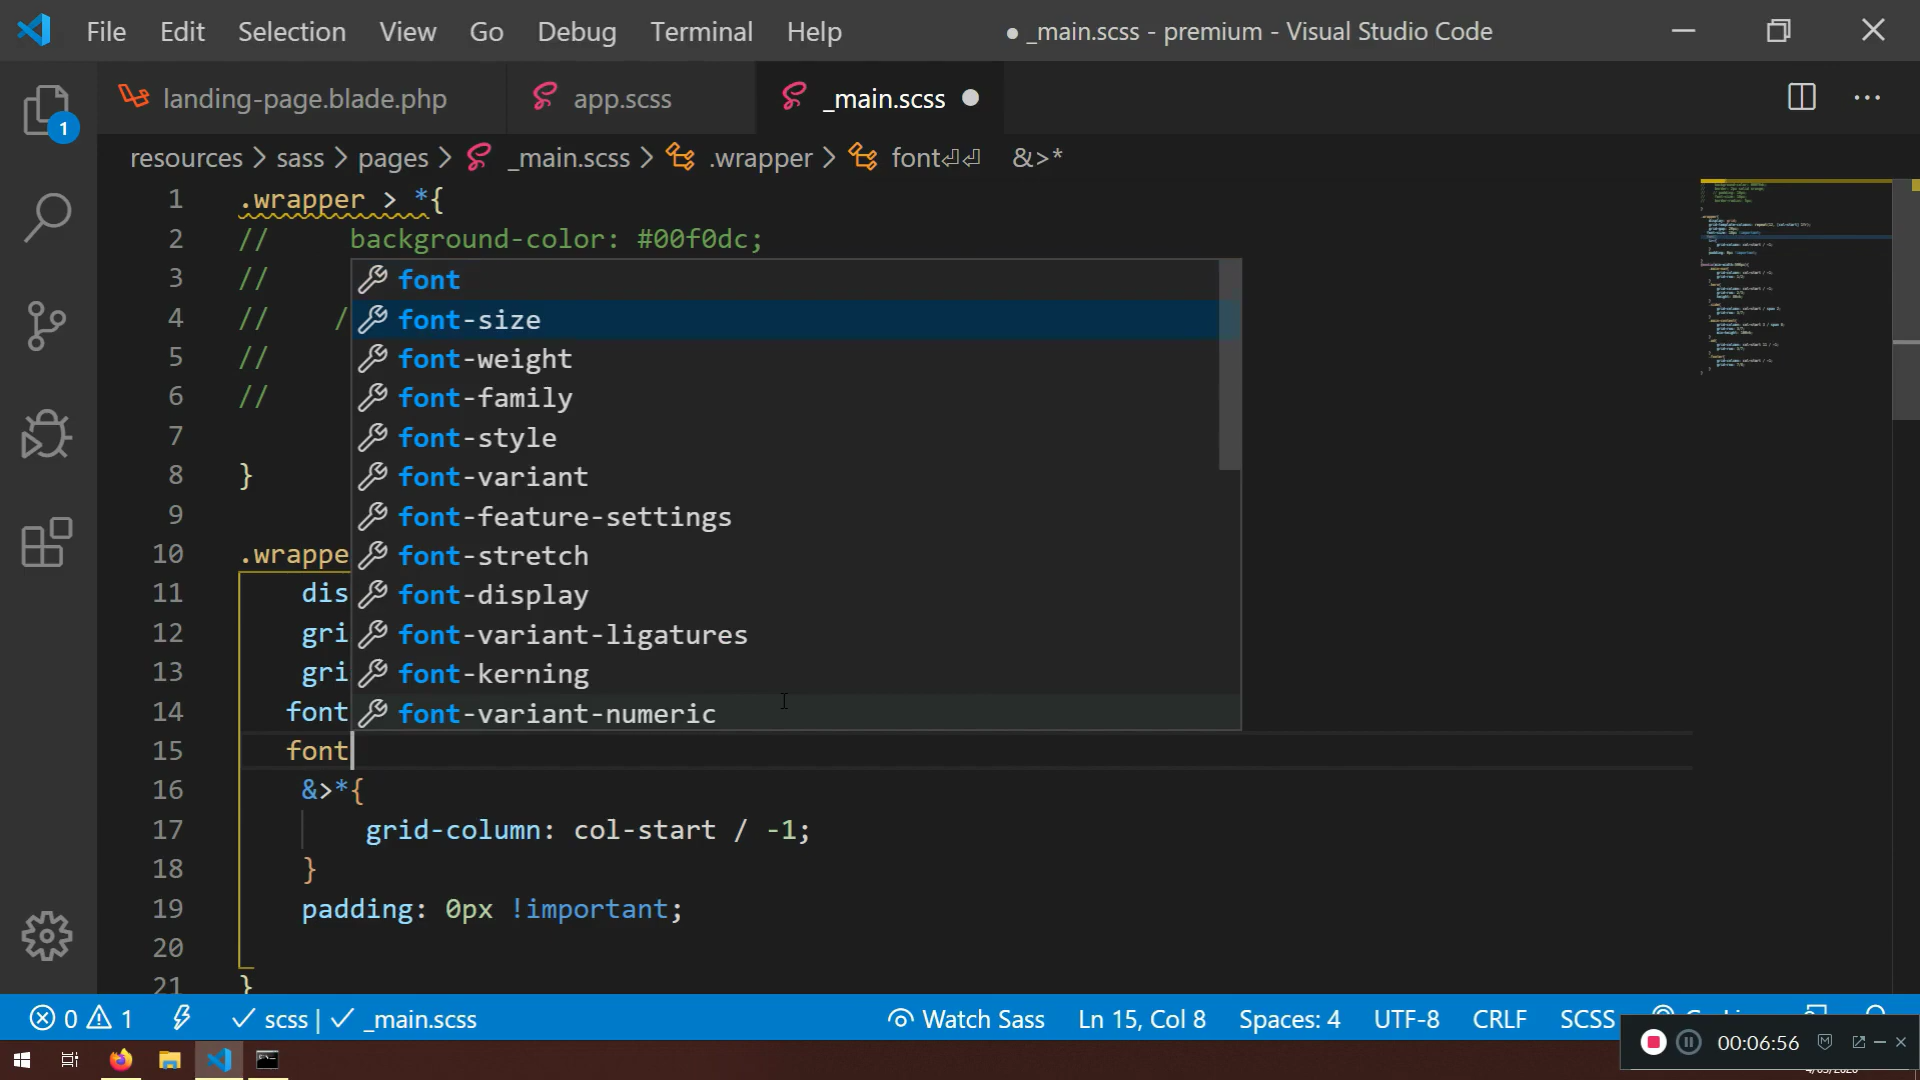 File Edit Selection View Go Debug Terminal Help ● _main.scss - premium - Visual Studio Code
landing-page.blade.php app.scss _main.scss ●
1
resources > sass > pages > _main.scss > .wrapper > font⏎⏎ &>*
1 .wrapper > *{
2 // background-color: #00f0dc;
3 // font
4 // / font-size
5 // font-weight
6 // font-family
7 font-style
8 } font-variant
9 font-feature-settings
10 .wrappe font-stretch
11 dis font-display
12 gri font-variant-ligatures
13 gri font-kerning
14 font font-variant-numeric
15 font
16 &>*{
17 grid-column: col-start / -1;
18 }
19 padding: 0px !important;
20
21 }
0 1 scss | _main.scss Watch Sass Ln 15, Col 8 Spaces: 4 UTF-8 CRLF SCSS
00:06:56